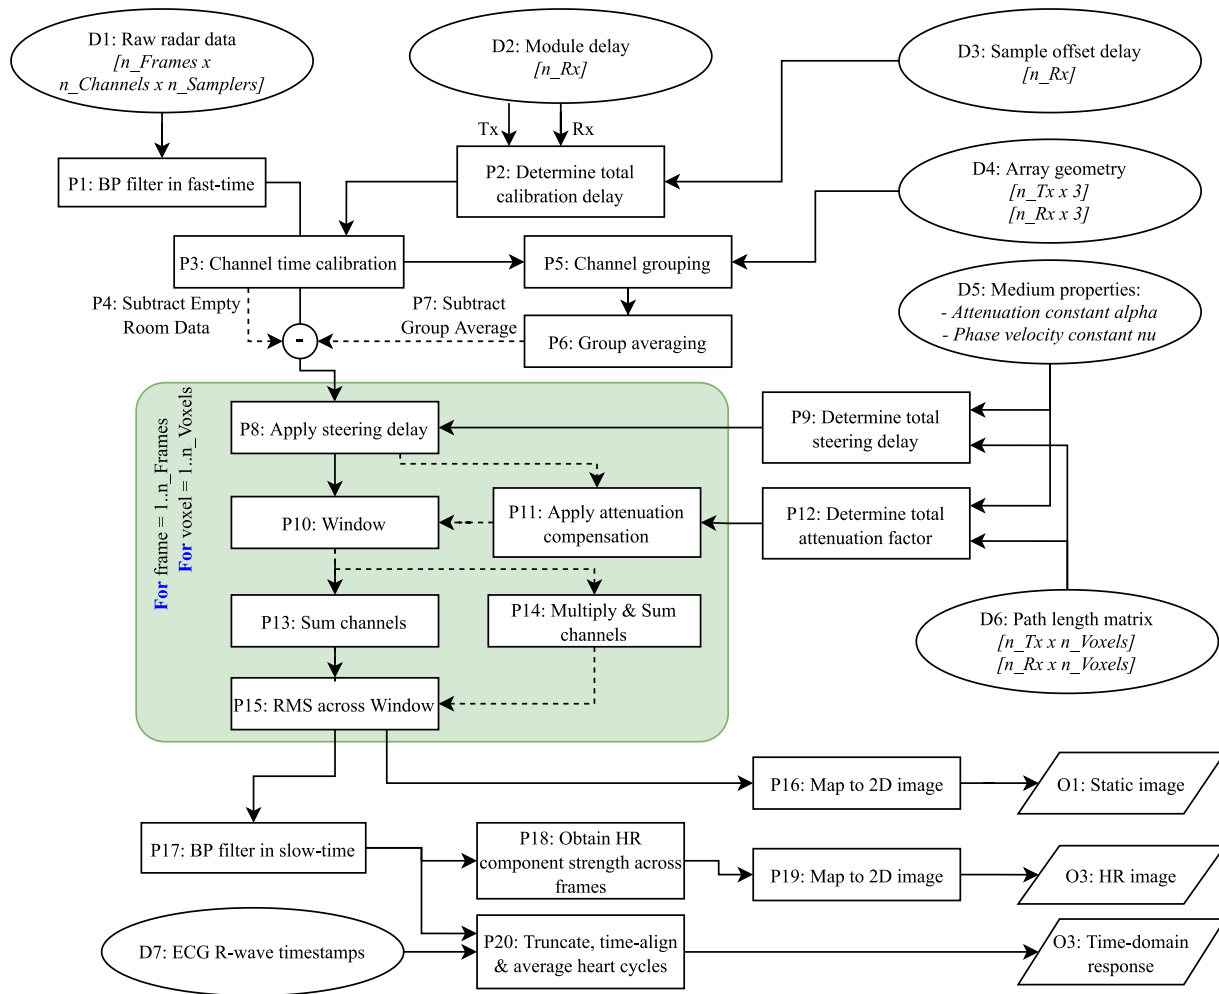 D1: Raw radar data
[n_Frames x
n_Channels x n_Samplers]
D2: Module delay
[n_Rx]
D3: Sample offset delay
[n_Rx]
Tx
Rx
P1: BP filter in fast-time
P2: Determine total
calibration delay
D4: Array geometry
[n_Tx x 3]
[n_Rx x 3]
P3: Channel time calibration
P5: Channel grouping
P4: Subtract Empty
Room Data
P7: Subtract
Group Average
-
P6: Group averaging
D5: Medium properties:
- Attenuation constant alpha
- Phase velocity constant nu
For frame = 1..n_Frames
For voxel = 1..n_Voxels
P8: Apply steering delay
P9: Determine total
steering delay
P10: Window
P11: Apply attenuation
compensation
P12: Determine total
attenuation factor
P13: Sum channels
P14: Multiply & Sum
channels
D6: Path length matrix
[n_Tx x n_Voxels]
[n_Rx x n_Voxels]
P15: RMS across Window
P16: Map to 2D image
O1: Static image
P17: BP filter in slow-time
P18: Obtain HR
component strength across
frames
P19: Map to 2D image
O3: HR image
D7: ECG R-wave timestamps
P20: Truncate, time-align
& average heart cycles
O3: Time-domain
response